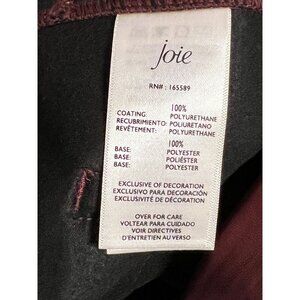 joie
RN#: 165589
100%
COATING: POLYURETHANE
RECUBRIMIENTO: POLIURETANO
REVÊTEMENT: POLYURETHANE
100%
BASE: POLYESTER
BASE: POLIÉSTER
BASE: POLYESTER
EXCLUSIVE OF DECORATION
EXCLUSIVO PARA DECORACIÓN
EXCLUSIVITÉ DE DÉCORATION
OVER FOR CARE
VOLTEAR PARA CUIDADO
VOIR DIRECTIVES
D'ENTRETIEN AU VERSO